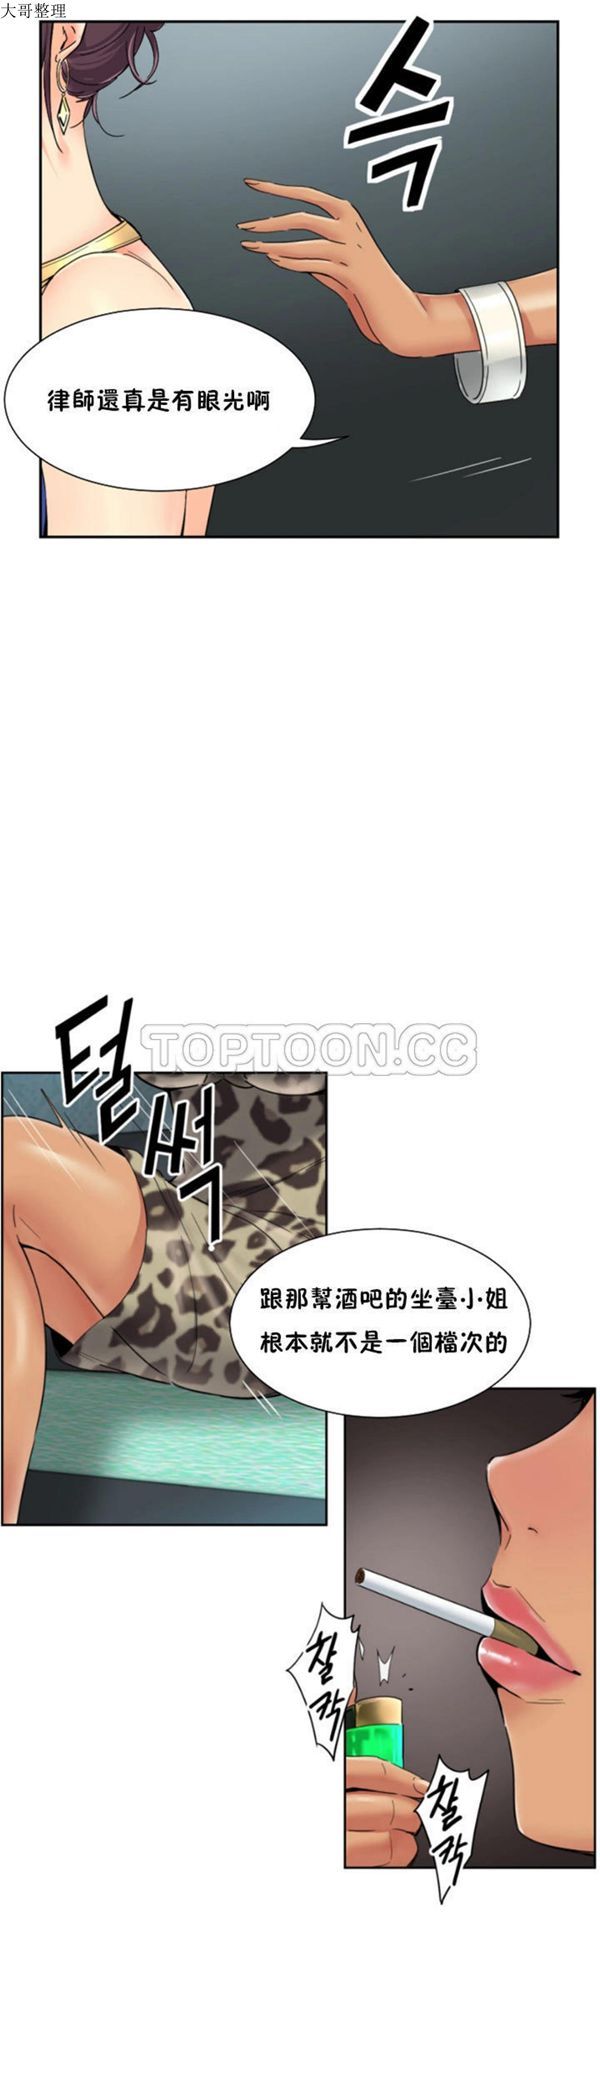 大哥整理
스윽
律師還真是有眼光啊
TOPTOON.CC
털썩
跟那幫酒吧的坐臺小姐
根本就不是一個檔次的
찰칵
찰칵